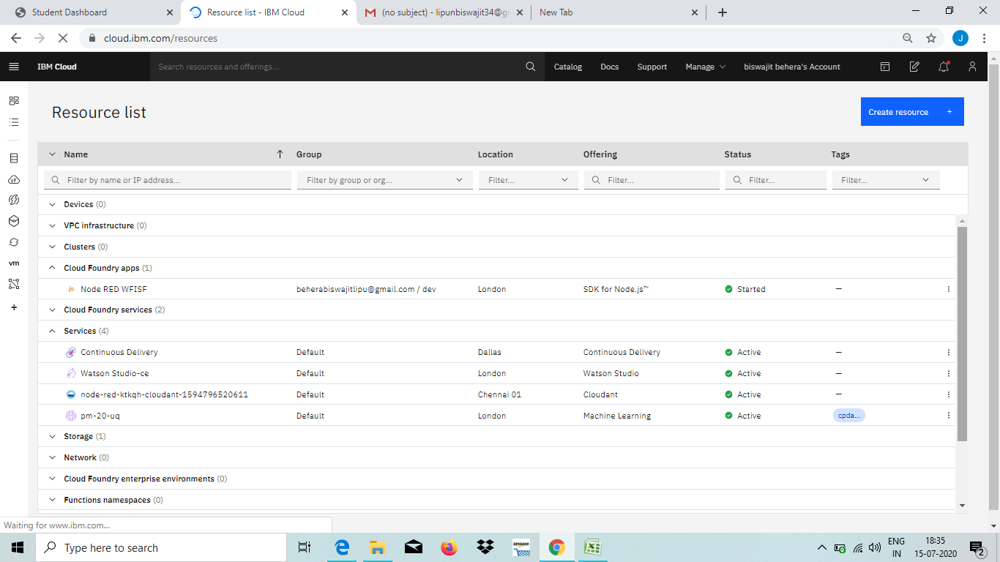 Student Dashboard
Resource list - IBM Cloud
(no subject) - lipunbiswajit34@g
New Tab
cloud.ibm.com/resources
J
IBM Cloud
Search resources and offerings...
Catalog
Docs
Support
Manage
biswajit behera's Account
Resource list
Create resource +
Name Group Location Offering Status Tags
Filter by name or IP address... Filter by group or org... Filter... Filter... Filter... Filter...
Devices (0)
VPC infrastructure (0)
Clusters (0)
Cloud Foundry apps (1)
JS Node RED WFISF beherabiswajitlipu@gmail.com / dev London SDK for Node.js™ Started —
Cloud Foundry services (2)
Services (4)
Continuous Delivery Default Dallas Continuous Delivery Active —
Watson Studio-ce Default London Watson Studio Active —
node-red-ktkqh-cloudant-1594796520611 Default Chennai 01 Cloudant Active —
pm-20-uq Default London Machine Learning Active cpda...
Storage (1)
Network (0)
Cloud Foundry enterprise environments (0)
Functions namespaces (0)
vm
Waiting for www.ibm.com...
Type here to search
amazon
ENG
IN
18:35
15-07-2020
2